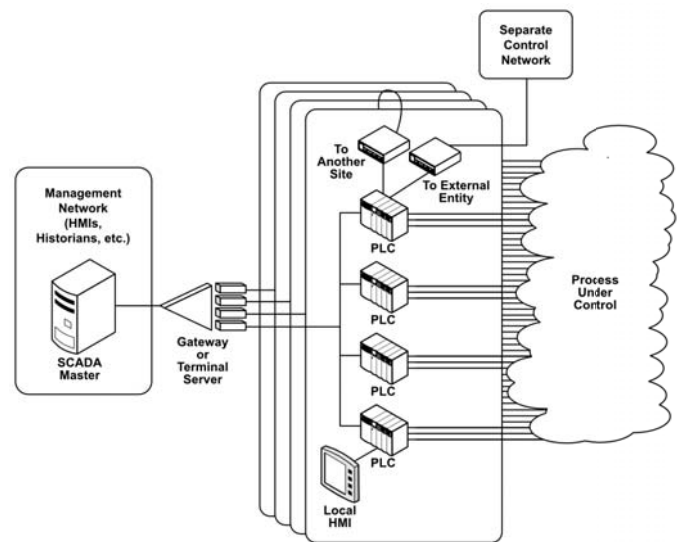 Separate
Control
Network
To
Another
Site
To External
Entity
Management
Network
(HMIs,
Historians, etc.)
SCADA
Master
Gateway
or
Terminal
Server
PLC
PLC
PLC
PLC
Local
HMI
Process
Under
Control